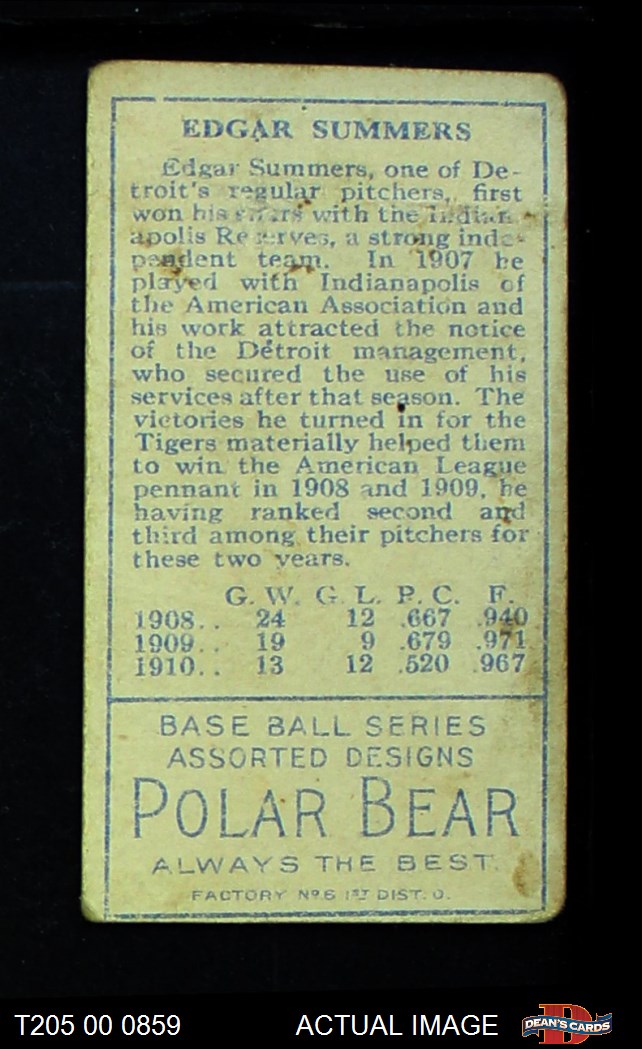 EDGAR SUMMERS
Edgar Summers, one of De-
troit's regular pitchers, first
won his with the Indian-
apolis Reserves, a strong inde-
pendent team. In 1907 he
played with Indianapolis of
the American Association and
his work attracted the notice
of the Detroit management,
who secured the use of his
services after that season. The
victories he turned in for the
Tigers materially helped them
to win the American League
pennant in 1908 and 1909, he
having ranked second and
third among their pitchers for
these two years.
G. W. G. L. P. C. F.
1908.. 24 12 .667 .940
1909.. 19 9 .679 .971
1910.. 13 12 .520 .967
BASE BALL SERIES
ASSORTED DESIGNS
POLAR BEAR
ALWAYS THE BEST.
FACTORY Nº 6 1ST DIST. O.
T205 00 0859 ACTUAL IMAGE D DEAN'S CARDS